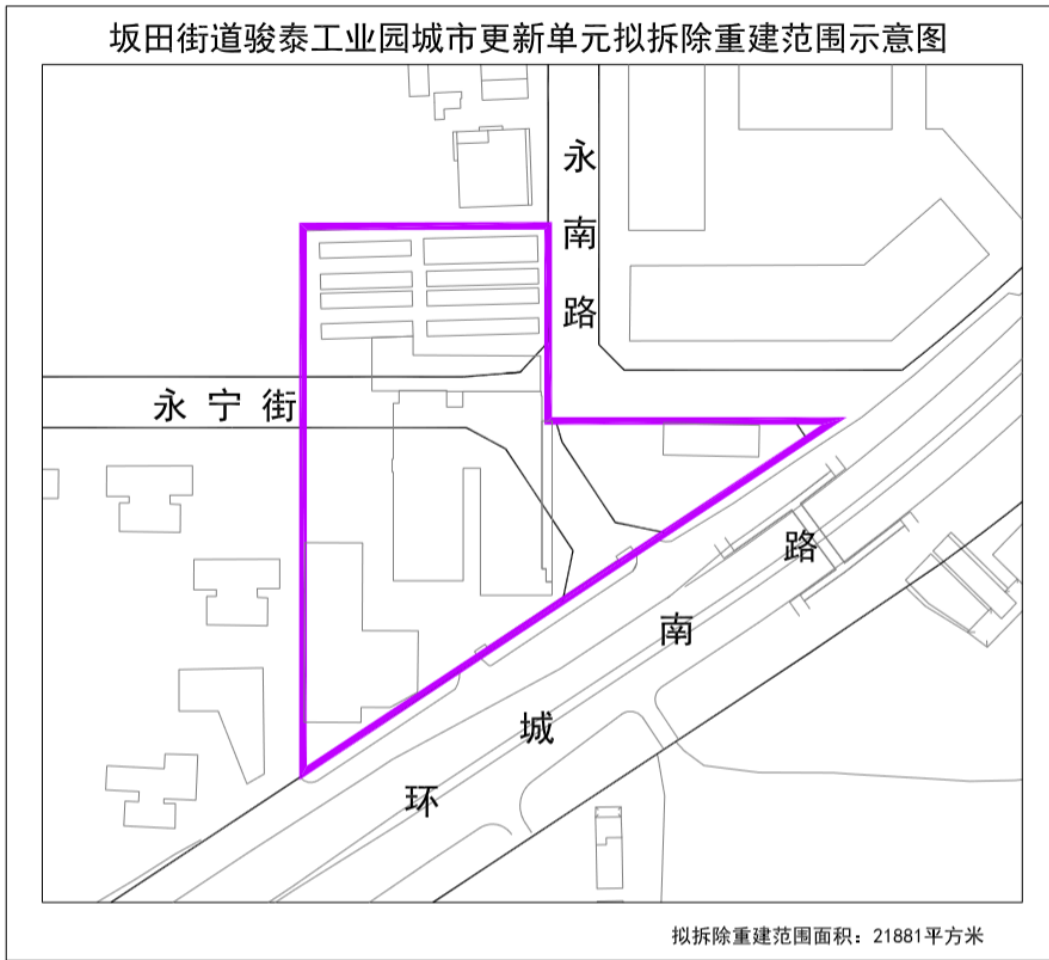 坂田街道骏泰工业园城市更新单元拟拆除重建范围示意图
永南路
永宁街
环城南路
拟拆除重建范围面积：21881平方米